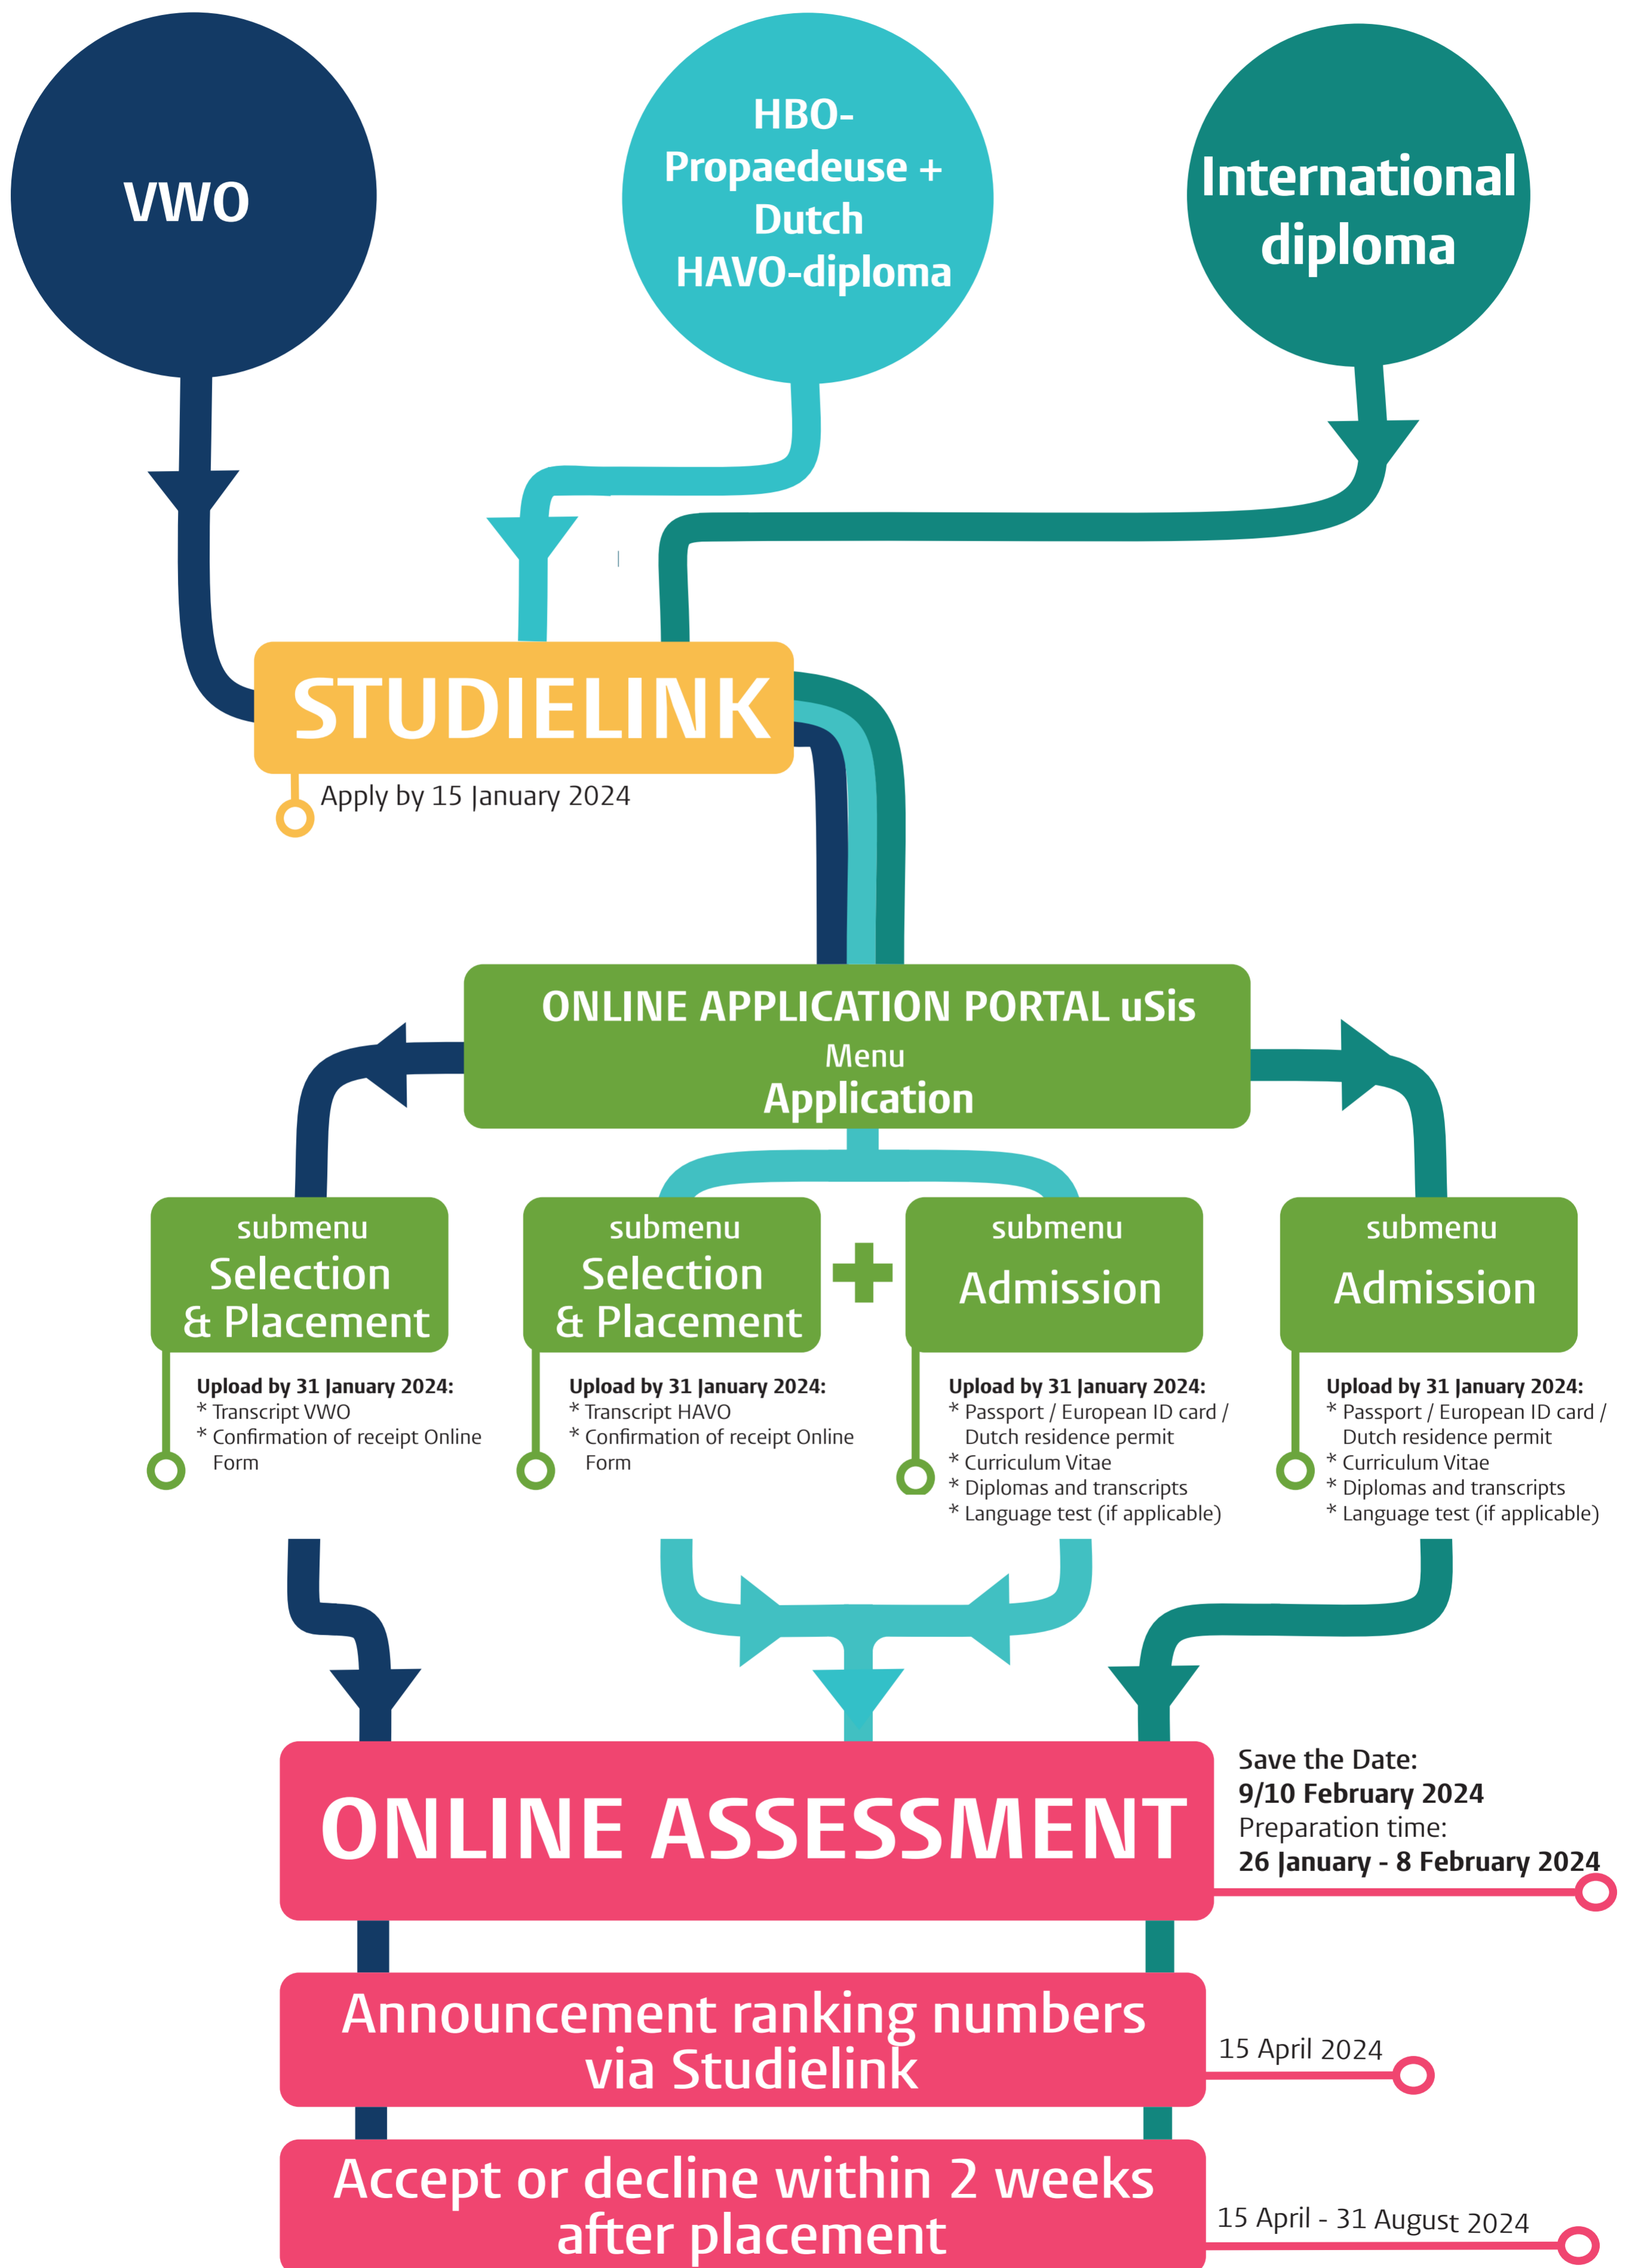 VWO
HBO-
Propaedeuse +
Dutch
HAVO-diploma
International
diploma
STUDIELINK
Apply by 15 January 2024
ONLINE APPLICATION PORTAL uSis
Menu
Application
submenu
Selection
& Placement
Upload by 31 January 2024:
* Transcript VWO
* Confirmation of receipt Online
Form
submenu
Selection
& Placement
Upload by 31 January 2024:
* Transcript HAVO
* Confirmation of receipt Online
Form
submenu
Admission
Upload by 31 January 2024:
* Passport / European ID card /
Dutch residence permit
* Curriculum Vitae
* Diplomas and transcripts
* Language test (if applicable)
submenu
Admission
Upload by 31 January 2024:
* Passport / European ID card /
Dutch residence permit
* Curriculum Vitae
* Diplomas and transcripts
* Language test (if applicable)
ONLINE ASSESSMENT
Save the Date:
9/10 February 2024
Preparation time:
26 January - 8 February 2024
Announcement ranking numbers
via Studielink
15 April 2024
Accept or decline within 2 weeks
after placement
15 April - 31 August 2024